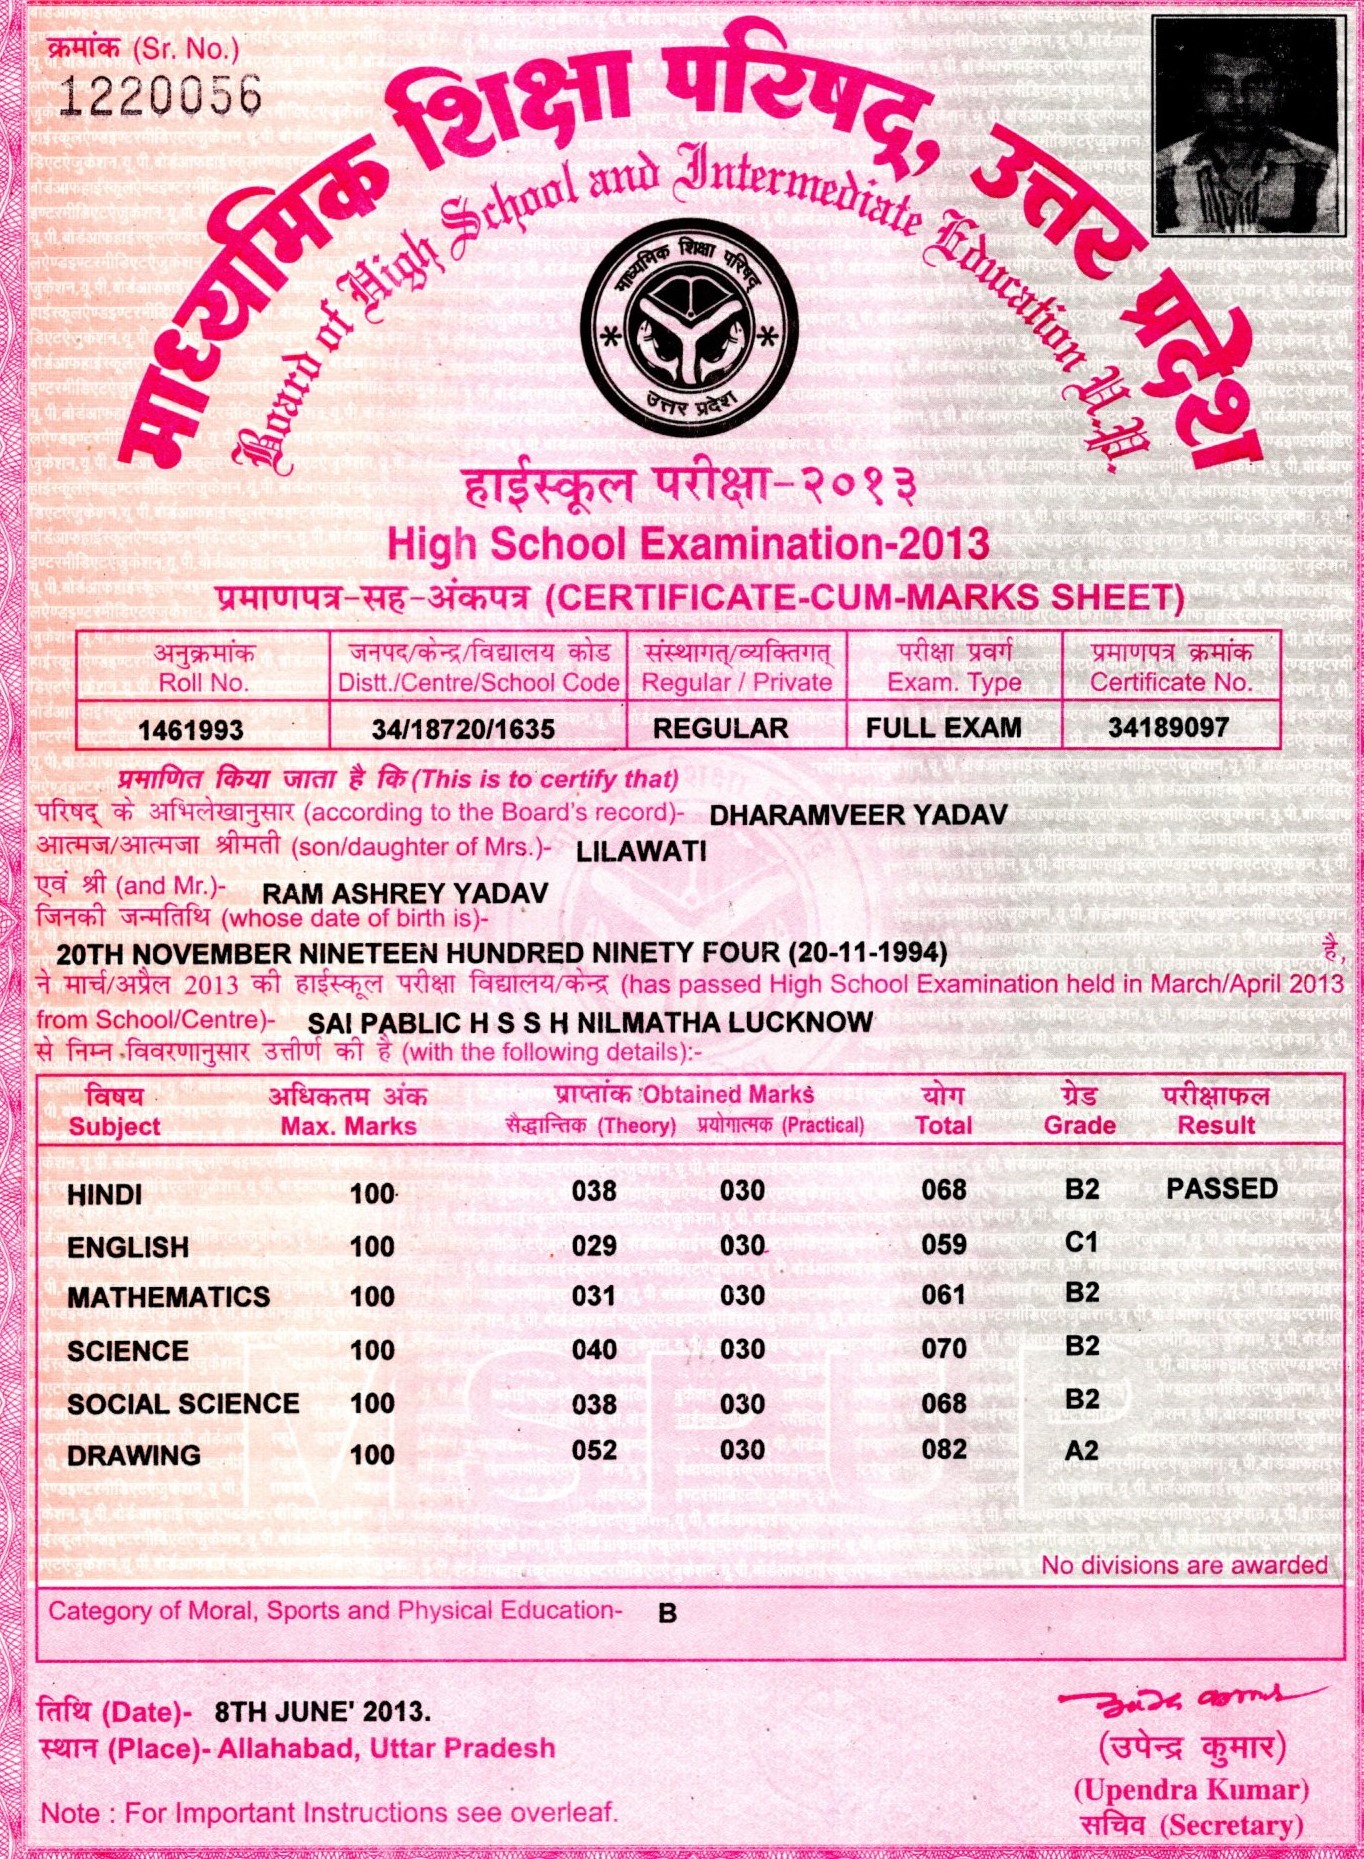 क्रमांक (Sr. No.)
1220056
माध्यमिक शिक्षा परिषद्, उत्तर प्रदेश
Board of High School and Intermediate Education U.P.
माध्यमिक शिक्षा परिषद्
उत्तर प्रदेश
हाईस्कूल परीक्षा-२०१३
High School Examination-2013
प्रमाणपत्र-सह-अंकपत्र (CERTIFICATE-CUM-MARKS SHEET)
अनुक्रमांक जनपद/केन्द्र/विद्यालय कोड संस्थागत/व्यक्तिगत् परीक्षा प्रवर्ग प्रमाणपत्र क्रमांक
Roll No. Distt./Centre/School Code Regular / Private Exam. Type Certificate No.
1461993 34/18720/1635 REGULAR FULL EXAM 34189097
प्रमाणित किया जाता है कि (This is to certify that)
परिषद् के अभिलेखानुसार (according to the Board's record)- DHARAMVEER YADAV
आत्मज/आत्मजा श्रीमती (son/daughter of Mrs.)- LILAWATI
एवं श्री (and Mr.)- RAM ASHREY YADAV
जिनकी जन्मतिथि (whose date of birth is)-
20TH NOVEMBER NINETEEN HUNDRED NINETY FOUR (20-11-1994) है,
ने मार्च/अप्रैल 2013 की हाईस्कूल परीक्षा विद्यालय/केन्द्र (has passed High School Examination held in March/April 2013
from School/Centre)- SAI PABLIC H S S H NILMATHA LUCKNOW
से निम्न विवरणानुसार उत्तीर्ण की है (with the following details):-
विषय अधिकतम अंक प्राप्तांक Obtained Marks योग ग्रेड परीक्षाफल
Subject Max. Marks सैद्धान्तिक (Theory) प्रयोगात्मक (Practical) Total Grade Result
HINDI 100 038 030 068 B2 PASSED
ENGLISH 100 029 030 059 C1
MATHEMATICS 100 031 030 061 B2
SCIENCE 100 040 030 070 B2
SOCIAL SCIENCE 100 038 030 068 B2
DRAWING 100 052 030 082 A2
No divisions are awarded
Category of Moral, Sports and Physical Education- B
तिथि (Date)- 8TH JUNE' 2013.
स्थान (Place)- Allahabad, Uttar Pradesh
(उपेन्द्र कुमार)
(Upendra Kumar)
सचिव (Secretary)
Note : For Important Instructions see overleaf.